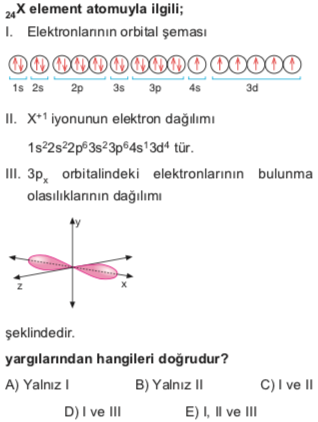 ₂₄X element atomuyla ilgili;
I. Elektronlarının orbital şeması
1s 2s 2p 3s 3p 4s 3d
II. X⁺¹ iyonunun elektron dağılımı
1s²2s²2p⁶3s²3p⁶4s¹3d⁴ tür.
III. 3pₓ orbitalindeki elektronlarının bulunma
olasılıklarının dağılımı
y
z
x
şeklindedir.
yargılarından hangileri doğrudur?
A) Yalnız I B) Yalnız II C) I ve II
D) I ve III E) I, II ve III